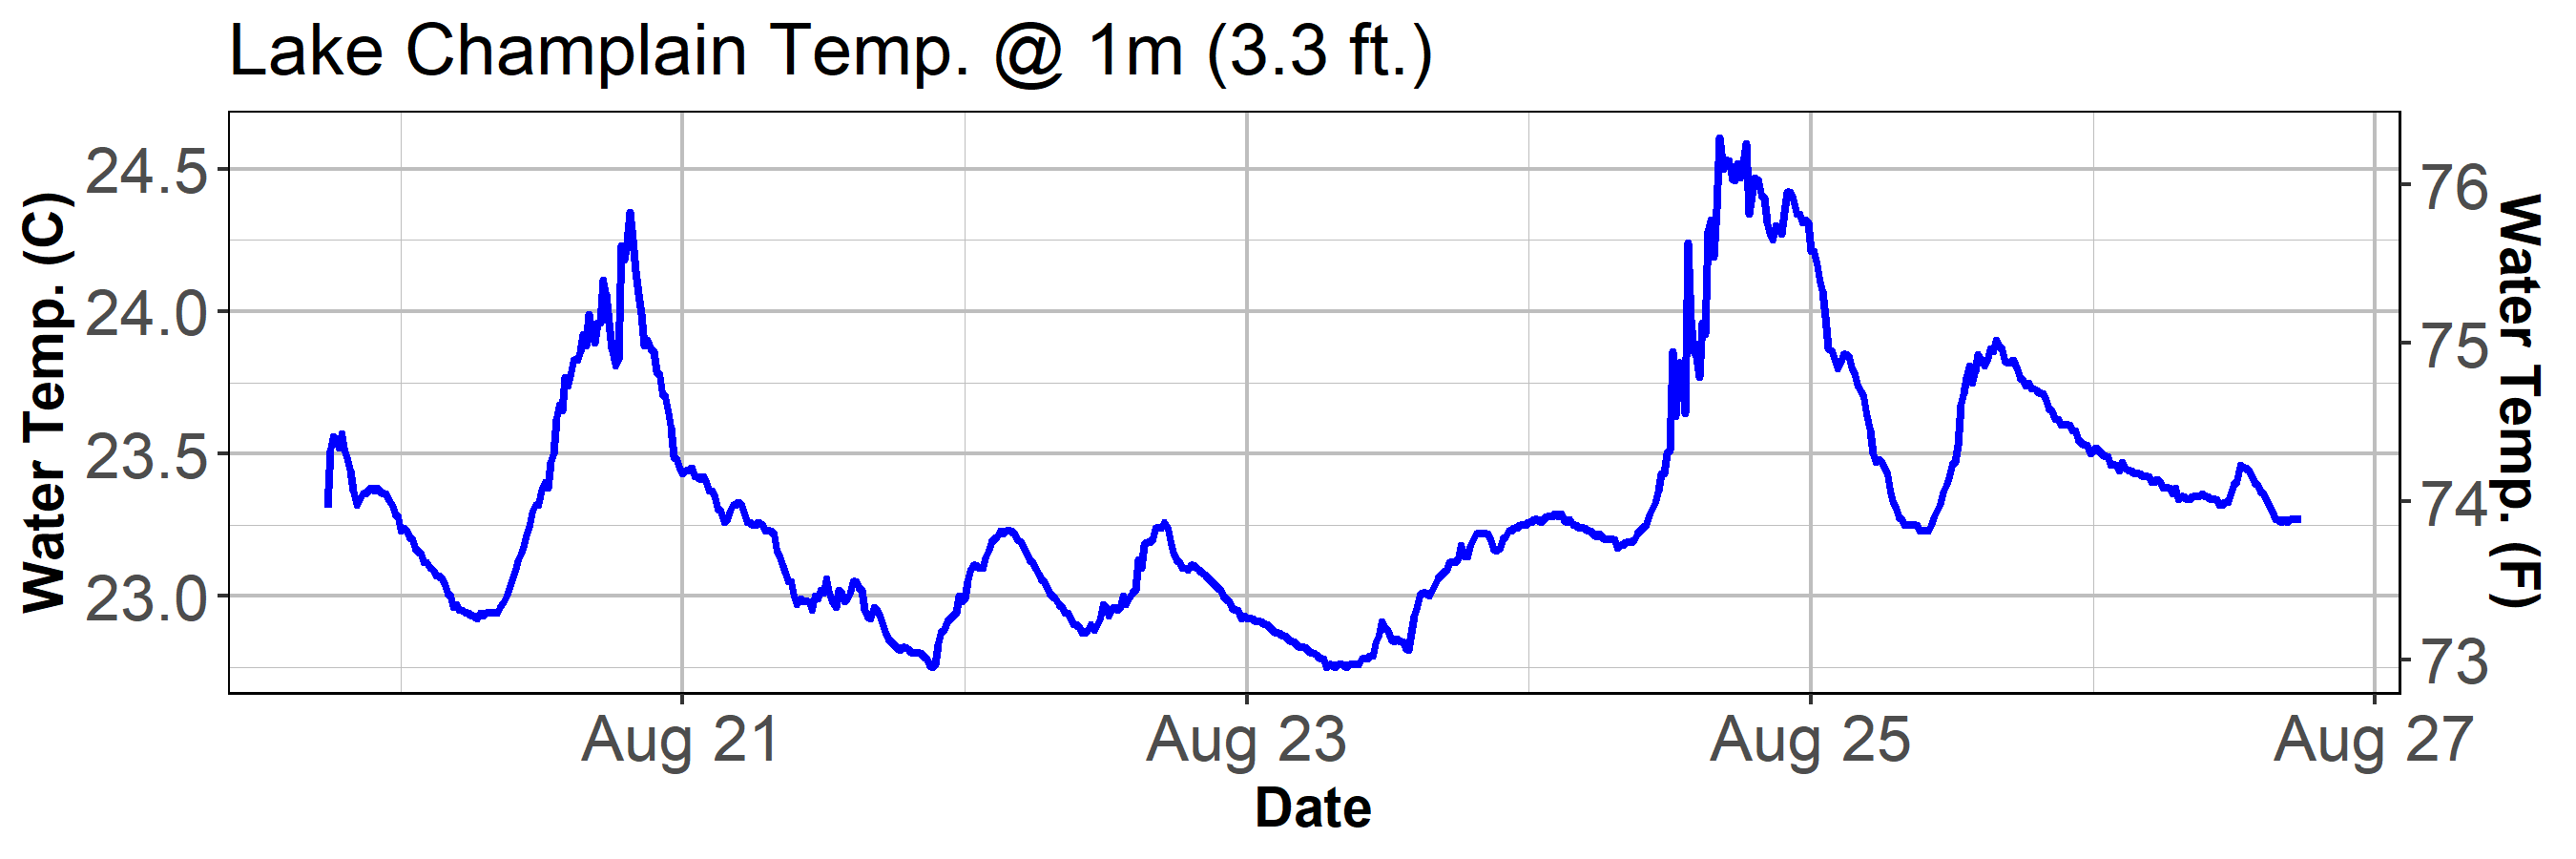 Lake Champlain Temp. @ 1m (3.3 ft.)
Water Temp. (C)
24.5
24.0
23.5
23.0
76
75
74
73
Water Temp. (F)
Aug 21
Aug 23
Aug 25
Aug 27
Date